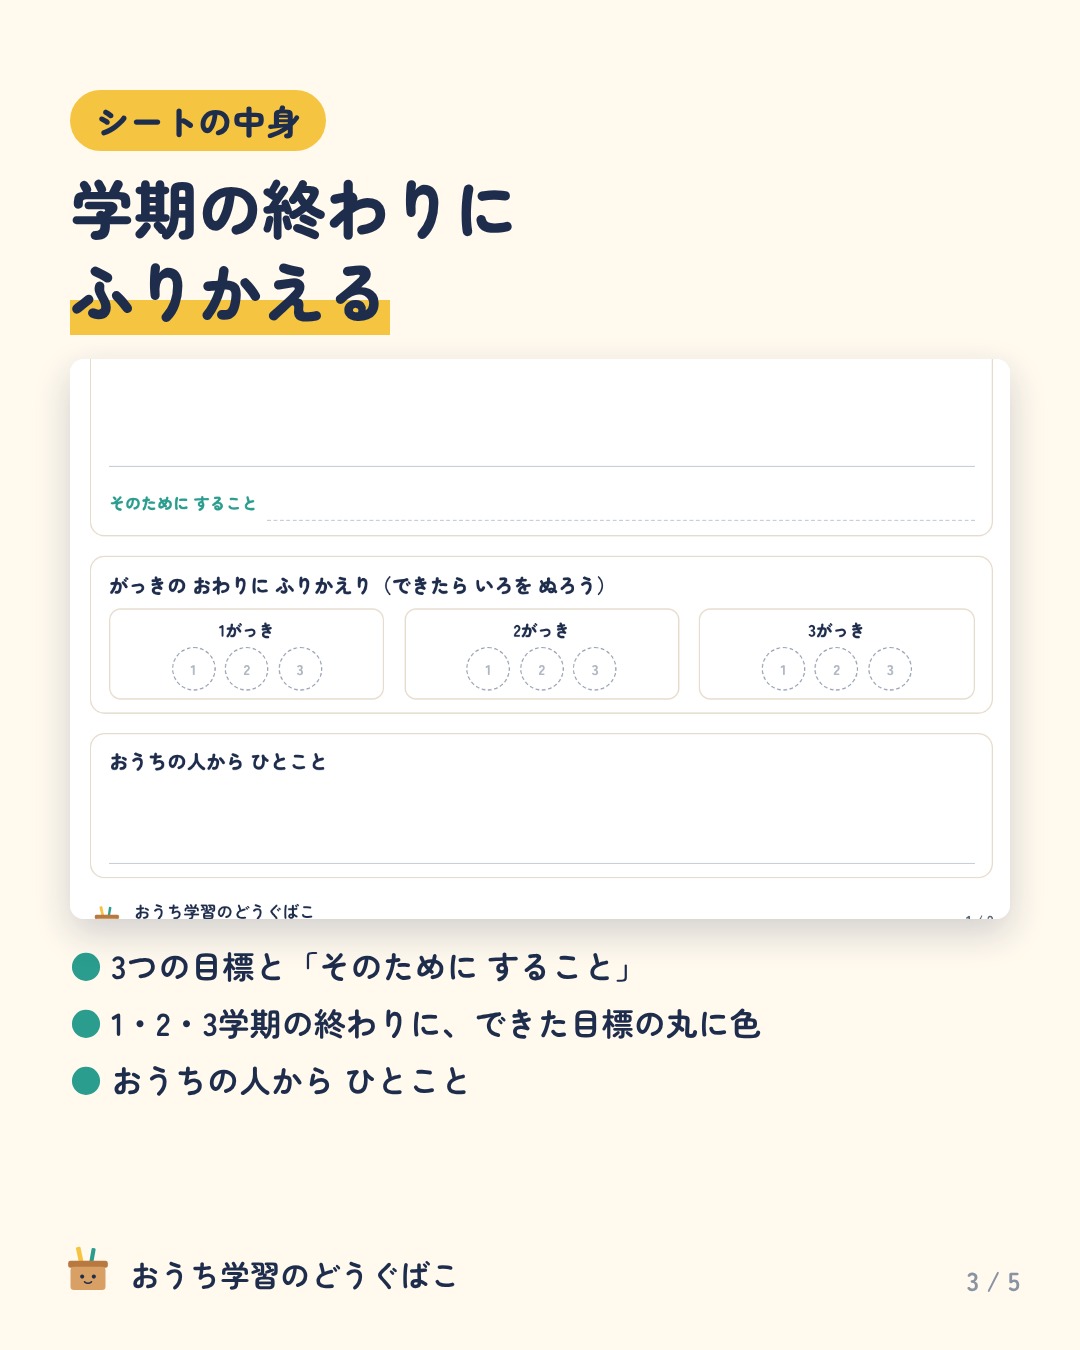 シートの中身
学期の終わりに
ふりかえる
そのために すること
がっきの おわりに ふりかえり（できたら いろを ぬろう）
1がっき 2がっき 3がっき
1 2 3 1 2 3 1 2 3
おうちの人から ひとこと
おうち学習のどうぐばこ
3つの目標と「そのために すること」
1・2・3学期の終わりに、できた目標の丸に色
おうちの人から ひとこと
おうち学習のどうぐばこ
3 / 5